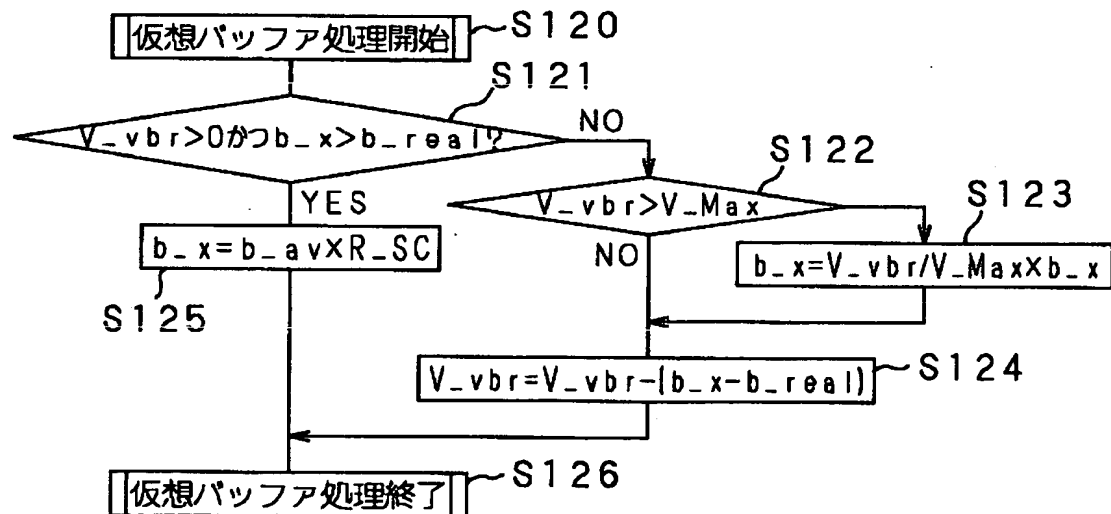 仮想バッファ処理開始 S120
S121
V_vbr>0かつb_x>b_real?
NO
S122
V_vbr>V_Max
S123
YES
b_x=b_av×R_SC
NO
b_x=V_vbr/V_Max×b_x
S125
V_vbr=V_vbr-(b_x-b_real)
S124
仮想バッファ処理終了 S126